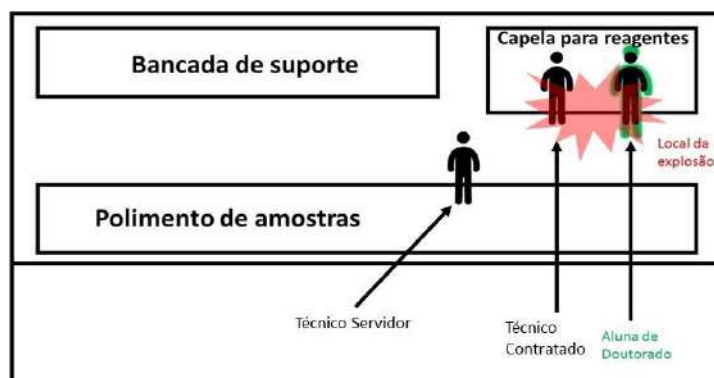 Capela para reagentes
Bancada de suporte
Local da
explosão
Polimento de amostras
Técnico Servidor
Técnico
Contratado
Aluna de
Doutorado